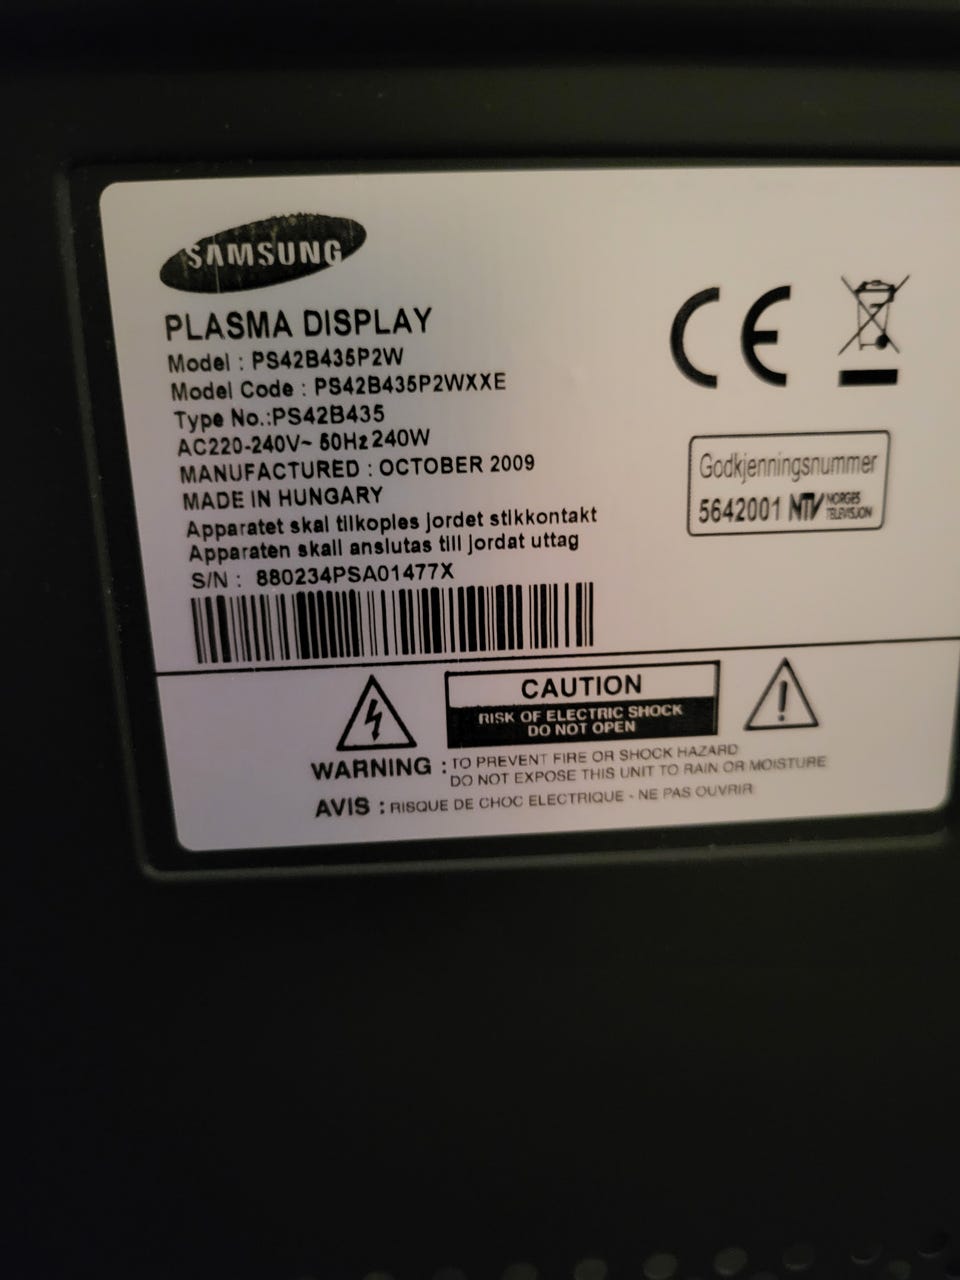 SAMSUNG
PLASMA DISPLAY
Model : PS42B435P2W
Model Code : PS42B435P2WXXE
Type No.:PS42B435
AC220-240V~ 50Hz 240W
MANUFACTURED : OCTOBER 2009
MADE IN HUNGARY
Apparatet skal tilkoples jordet stikkontakt
Apparaten skall anslutas till jordat uttag
S/N : 880234PSA01477X
CE
Godkjenningsnummer
5642001 NTV NORGES
TELEVISJON
CAUTION
RISK OF ELECTRIC SHOCK
DO NOT OPEN
WARNING : TO PREVENT FIRE OR SHOCK HAZARD
DO NOT EXPOSE THIS UNIT TO RAIN OR MOISTURE
AVIS : RISQUE DE CHOC ELECTRIQUE - NE PAS OUVRIR